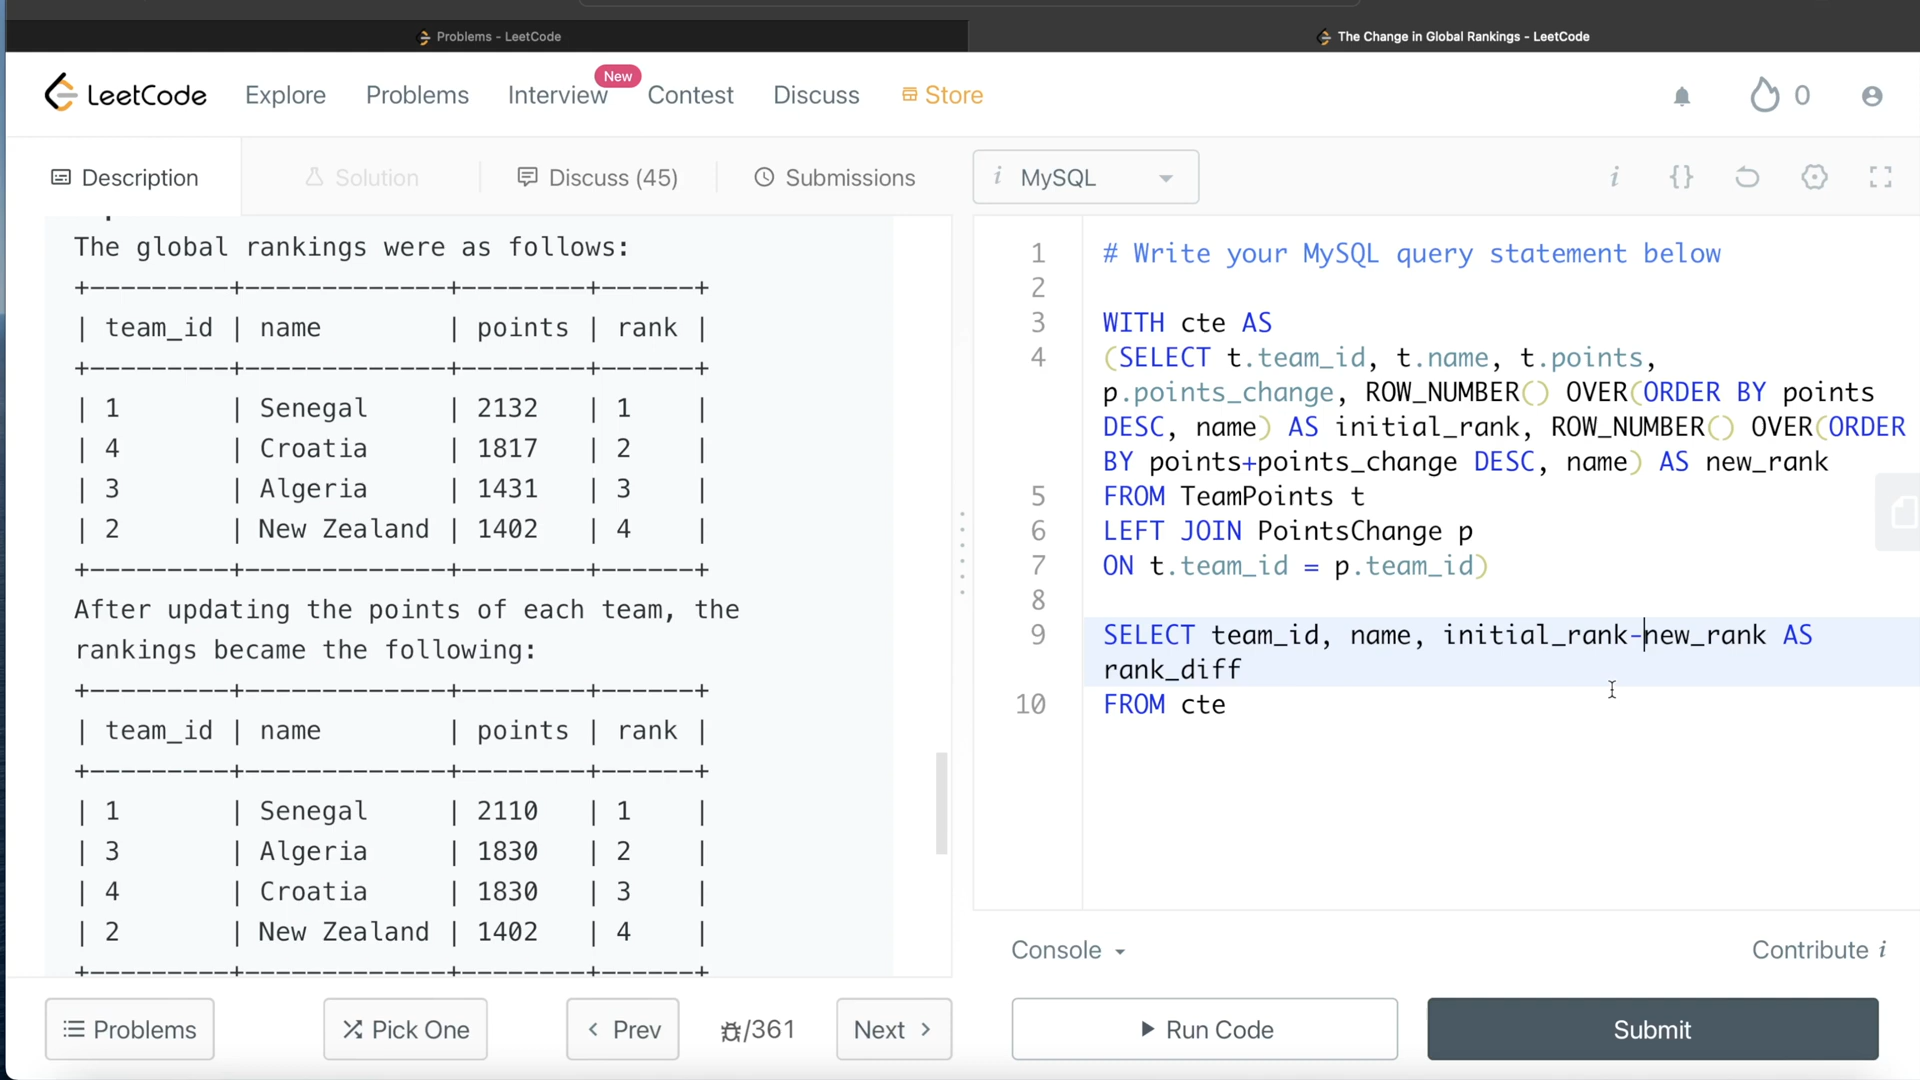 Problems - LeetCode
The Change in Global Rankings - LeetCode
LeetCode
Explore
Problems
Interview
New
Contest
Discuss
Store
0
Description
Solution
Discuss (45)
Submissions
i MySQL
i
{}
The global rankings were as follows:
+---------+-------------+--------+------+
| team_id | name        | points | rank |
+---------+-------------+--------+------+
| 1       | Senegal     | 2132   | 1    |
| 4       | Croatia     | 1817   | 2    |
| 3       | Algeria     | 1431   | 3    |
| 2       | New Zealand | 1402   | 4    |
+---------+-------------+--------+------+
After updating the points of each team, the
rankings became the following:
+---------+-------------+--------+------+
| team_id | name        | points | rank |
+---------+-------------+--------+------+
| 1       | Senegal     | 2110   | 1    |
| 3       | Algeria     | 1830   | 2    |
| 4       | Croatia     | 1830   | 3    |
| 2       | New Zealand | 1402   | 4    |
+---------+-------------+--------+------+
1 # Write your MySQL query statement below
2
3 WITH cte AS
4 (SELECT t.team_id, t.name, t.points,
p.points_change, ROW_NUMBER() OVER(ORDER BY points
DESC, name) AS initial_rank, ROW_NUMBER() OVER(ORDER
BY points+points_change DESC, name) AS new_rank
5 FROM TeamPoints t
6 LEFT JOIN PointsChange p
7 ON t.team_id = p.team_id)
8
9 SELECT team_id, name, initial_rank-new_rank AS
rank_diff
10 FROM cte
Console
Contribute i
Problems
Pick One
Prev
/361
Next
Run Code
Submit